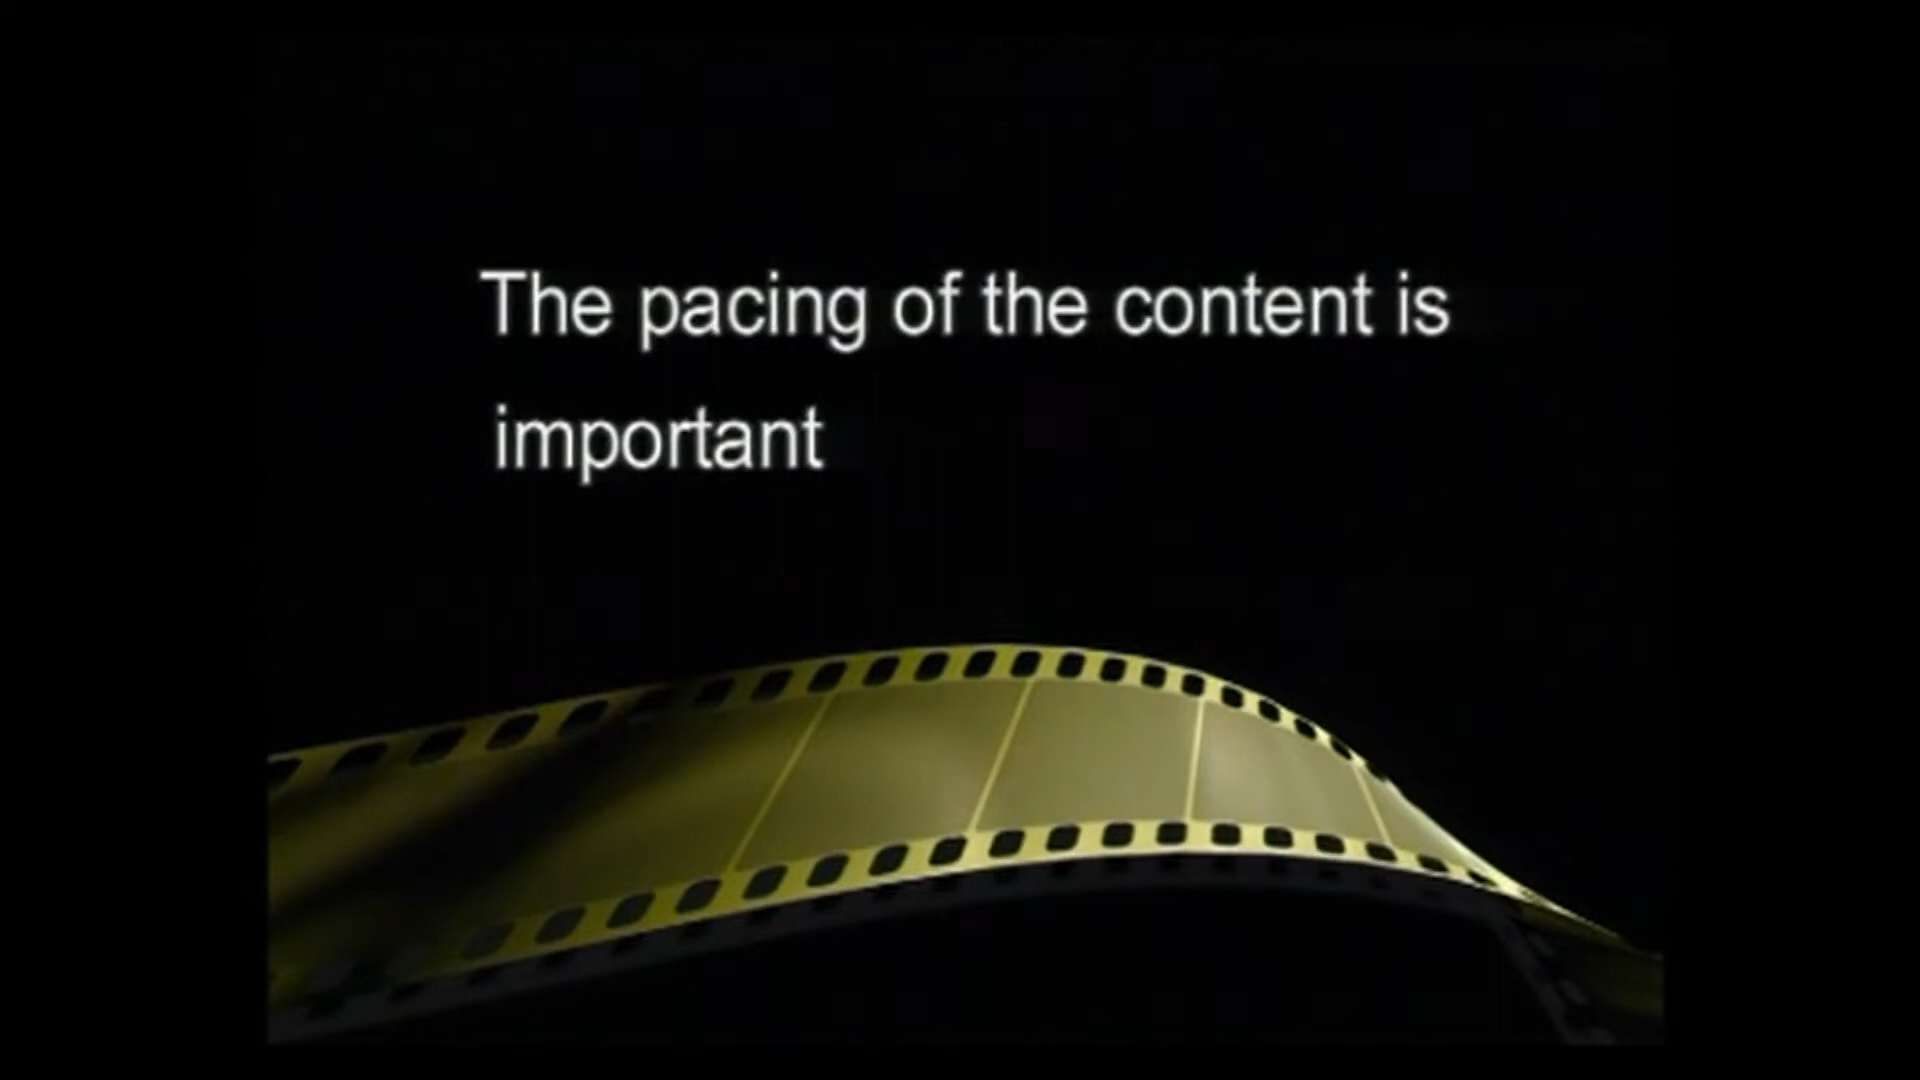 The pacing of the content is
important